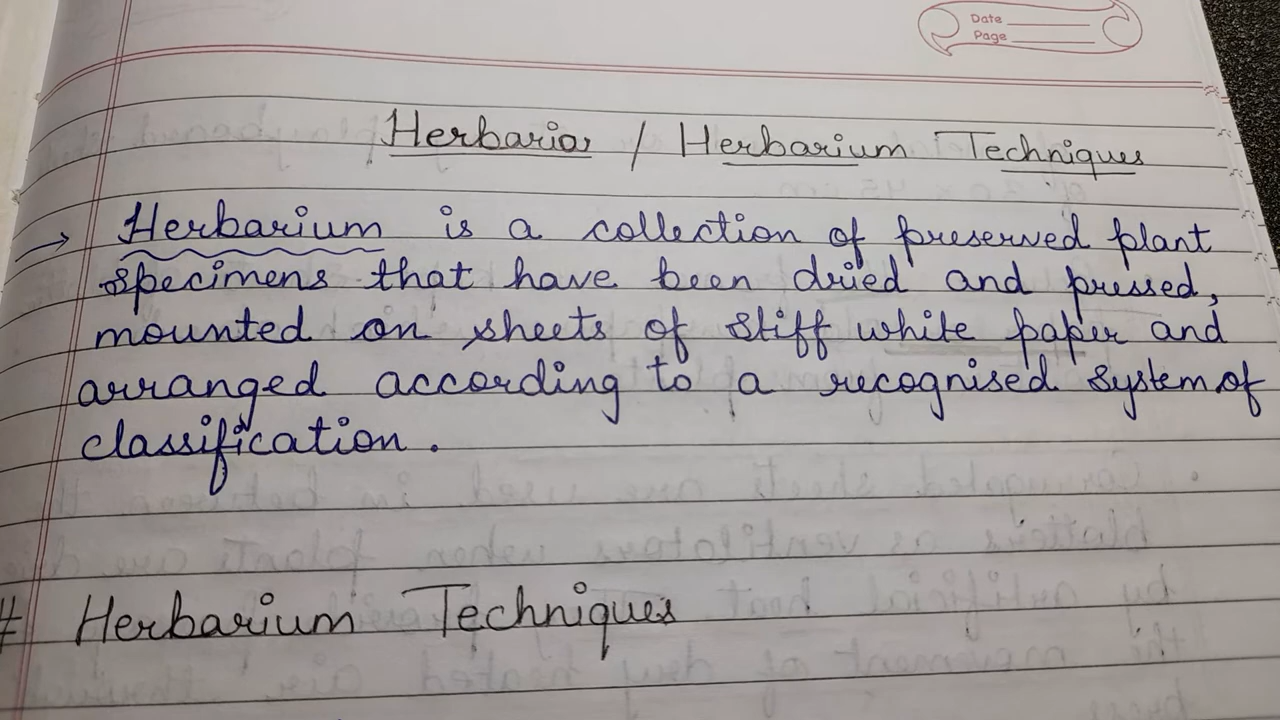 Date
Page
Herbaria / Herbarium Techniques
→ Herbarium is a collection of preserved plant
specimens that have been dried and pressed,
mounted on sheets of stiff white paper and
arranged according to a recognised system of
classification.
# Herbarium Techniques